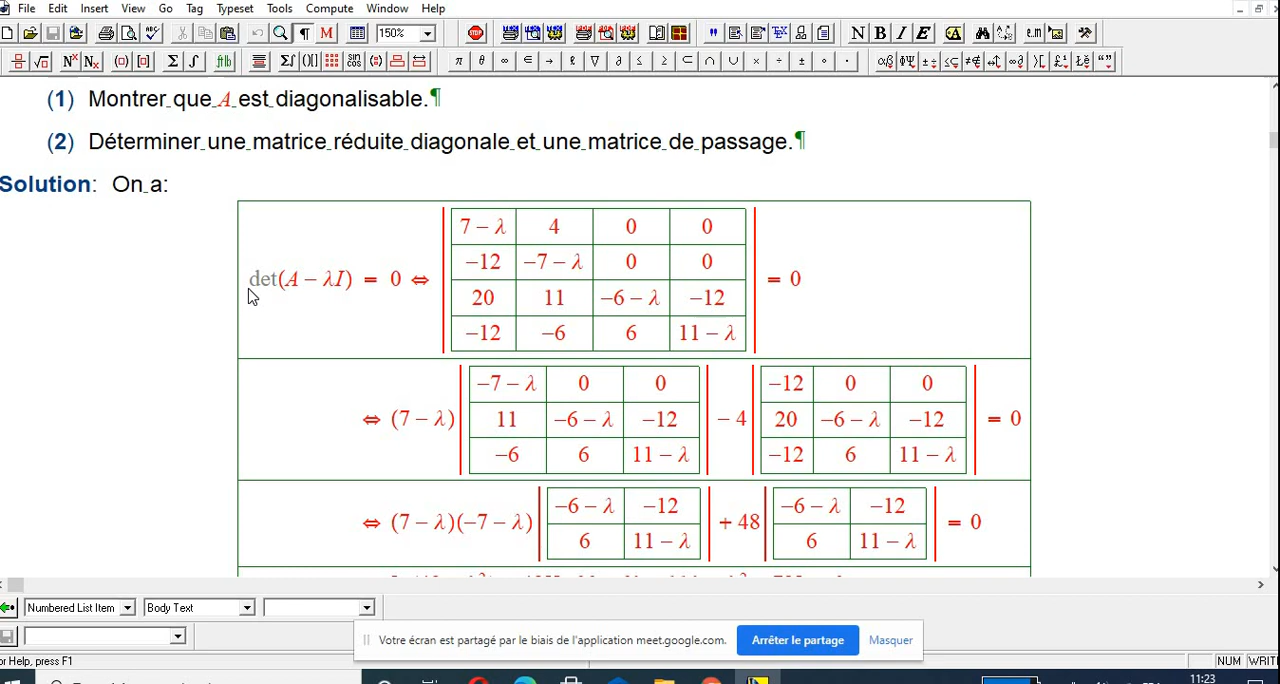 File Edit Insert Go Tag Typeset Tools Compute Window Help
150%
(1) Montrer que A est diagonalisable.¶
(2) Déterminer une matrice réduite diagonale et une matrice de passage.¶
Solution: On a:
det(A − λI) = 0 ⇔ = 0
7 − λ 4 0 0
−12 −7 − λ 0 0
20 11 −6 − λ −12
−12 −6 6 11 − λ
⇔ (7 − λ) − 4 = 0
−7 − λ 0 0 −12 0 0
11 −6 − λ −12 20 −6 − λ −12
−6 6 11 − λ −12 6 11 − λ
⇔ (7 − λ)(−7 − λ) + 48 = 0
−6 − λ −12 −6 − λ −12
6 11 − λ 6 11 − λ
Numbered List Item Body Text
Votre écran est partagé par le biais de l'application meet.google.com. Arrêter le partage Masquer
or Help, press F1 NUM WRITI
11:23